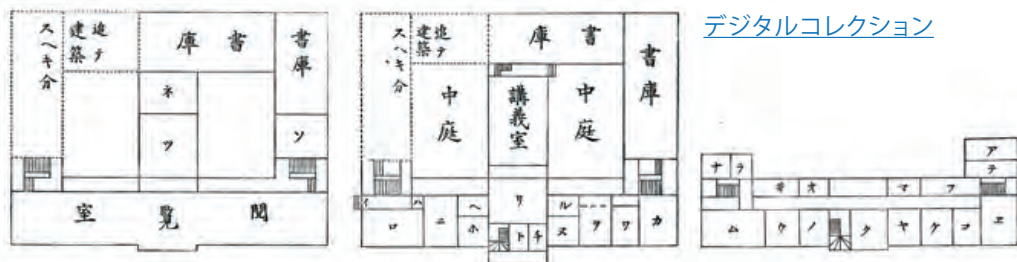 デジタルコレクション
追テ
建築
スヘキ分
書庫
書庫
ネ
ツ
ソ
閲覧室
追テ
建築
スヘキ分
書庫
書庫
中庭
講義室
中庭
イ
ロ
ハ
ニ
ヘ
ホ
リ
ト
チ
ル
ヌ
ヲ
ワ
カ
ナ
ラ
ム
ヰ
オ
ウ
ノ
マ
フ
ク
ヤ
ケ
コ
ア
テ
エ